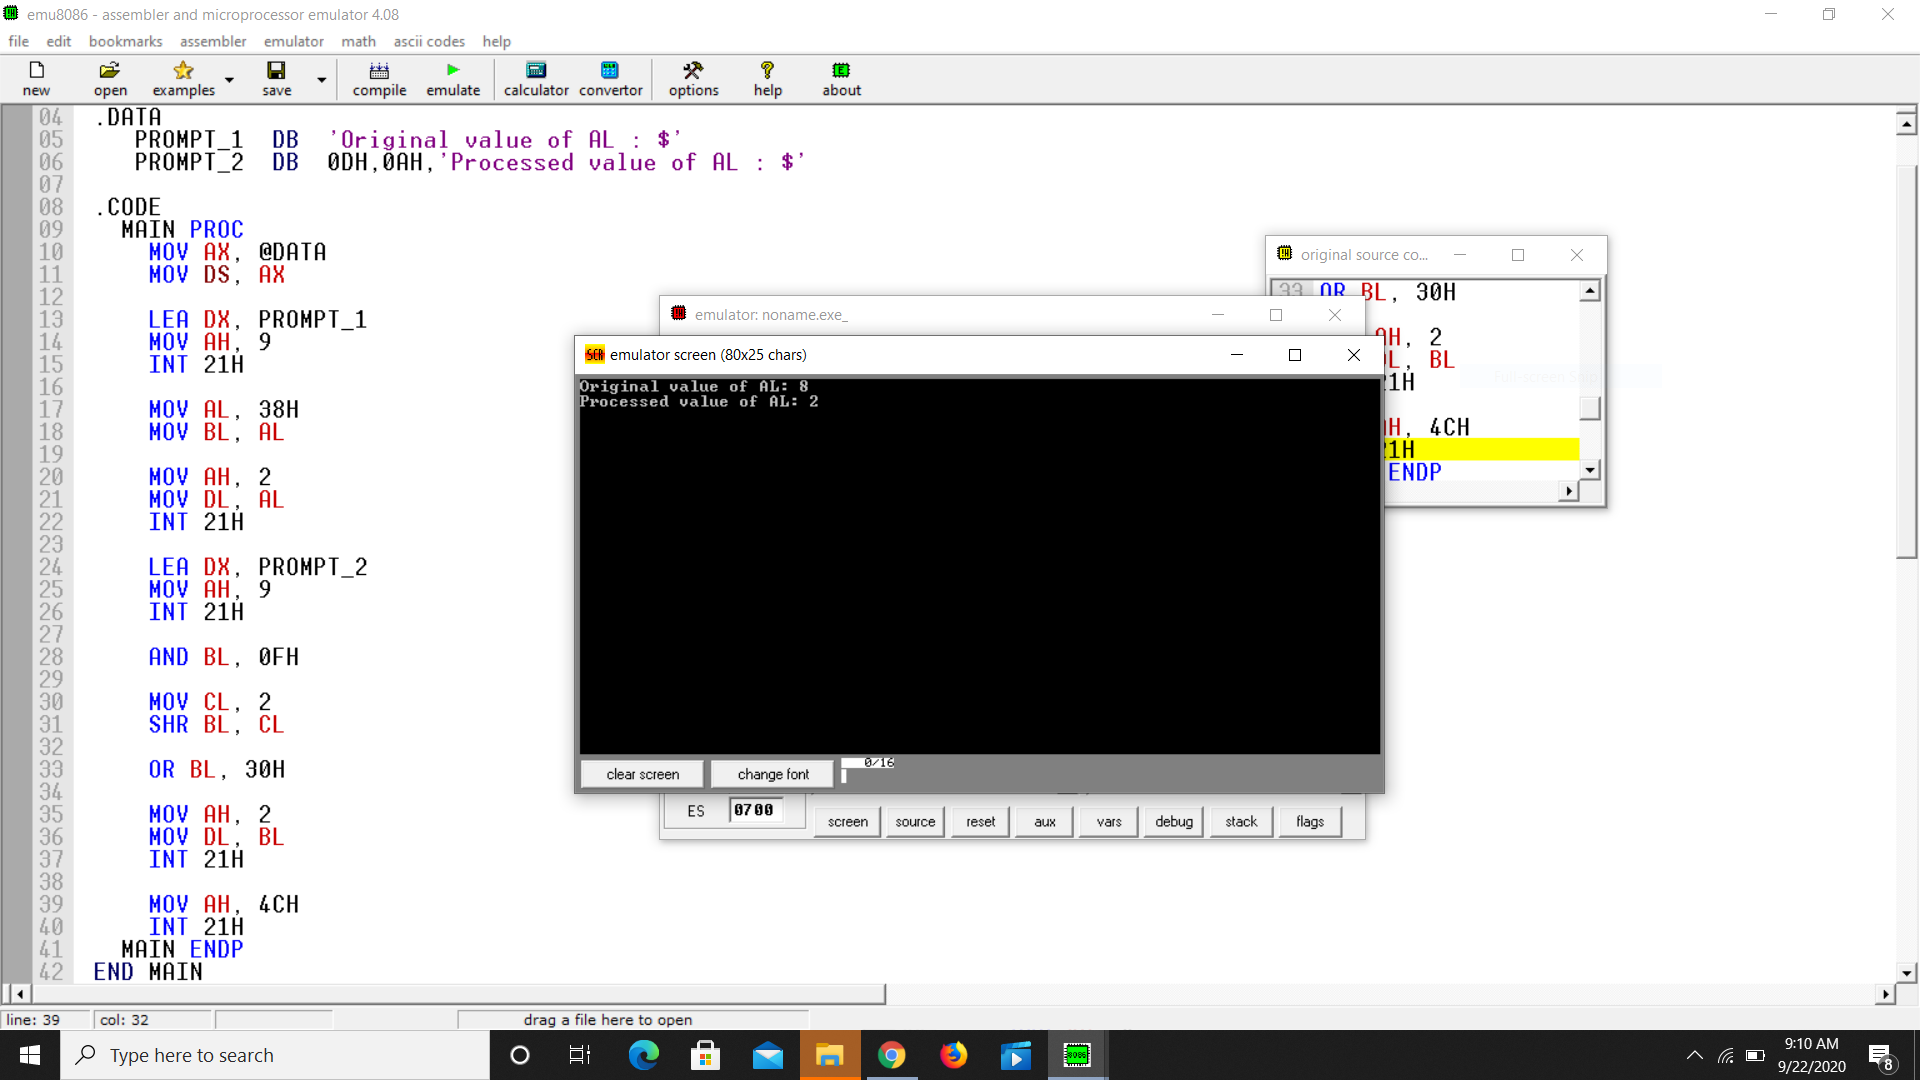 emu8086 - assembler and microprocessor emulator 4.08
file edit bookmarks assembler emulator math ascii codes help
new open examples save compile emulate calculator convertor options help about
04 .DATA
05 PROMPT_1 DB 'Original value of AL : $'
06 PROMPT_2 DB 0DH,0AH,'Processed value of AL : $'
07
08 .CODE
09 MAIN PROC
10 MOV AX, @DATA
11 MOV DS, AX
12
13 LEA DX, PROMPT_1
14 MOV AH, 9
15 INT 21H
16
17 MOV AL, 38H
18 MOV BL, AL
19
20 MOV AH, 2
21 MOV DL, AL
22 INT 21H
23
24 LEA DX, PROMPT_2
25 MOV AH, 9
26 INT 21H
27
28 AND BL, 0FH
29
30 MOV CL, 2
31 SHR BL, CL
32
33 OR BL, 30H
34
35 MOV AH, 2
36 MOV DL, BL
37 INT 21H
38
39 MOV AH, 4CH
40 INT 21H
41 MAIN ENDP
42 END MAIN
original source co...
33 OR BL, 30H
H, 2
L, BL
21H
H, 4CH
21H
ENDP
emulator: noname.exe_
SCR emulator screen (80x25 chars)
Original value of AL: 8
Processed value of AL: 2
clear screen change font 0/16
ES 0700 screen source reset aux vars debug stack flags
line: 39 col: 32 drag a file here to open
Type here to search
8086
9:10 AM
9/22/2020
8